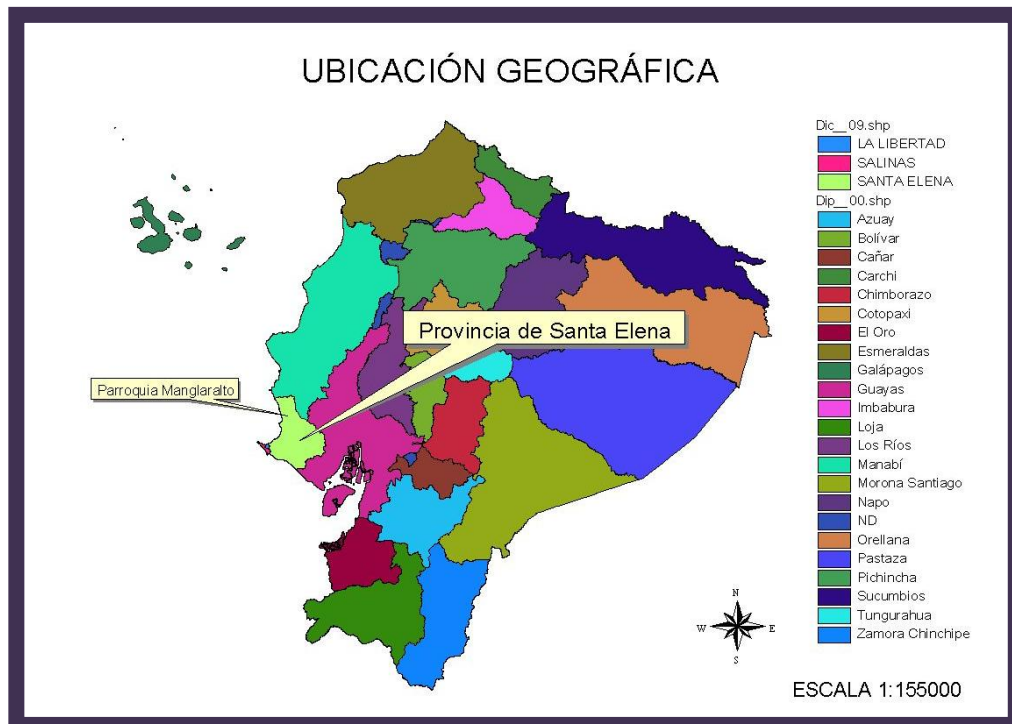 UBICACIÓN GEOGRÁFICA
Dic__09.shp
LA LIBERTAD
SALINAS
SANTA ELENA
Dip__00.shp
Azuay
Bolívar
Cañar
Carchi
Chimborazo
Cotopaxi
El Oro
Esmeraldas
Galápagos
Guayas
Imbabura
Loja
Los Ríos
Manabí
Morona Santiago
Napo
ND
Orellana
Pastaza
Pichincha
Sucumbios
Tungurahua
Zamora Chinchipe
Provincia de Santa Elena
Parroquia Manglaralto
N
W
E
S
ESCALA 1:155000